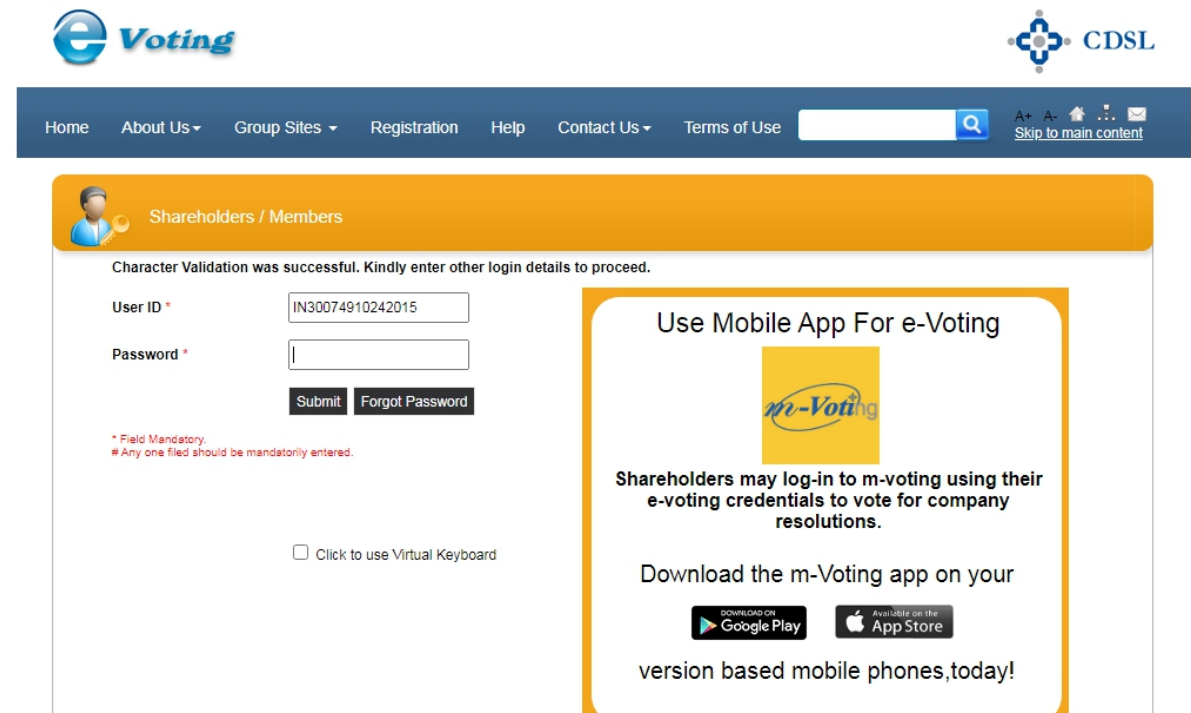 e Voting
CDSL
Home About Us Group Sites Registration Help Contact Us Terms of Use
A+ A-
Skip to main content
Shareholders / Members
Character Validation was successful. Kindly enter other login details to proceed.
User ID * IN30074910242015
Password *
Submit Forgot Password
* Field Mandatory.
# Any one filed should be mandatorily entered.
Click to use Virtual Keyboard
Use Mobile App For e-Voting
m-Voting
Shareholders may log-in to m-voting using their
e-voting credentials to vote for company
resolutions.
Download the m-Voting app on your
DOWNLOAD ON
Google Play
Available on the
App Store
version based mobile phones,today!